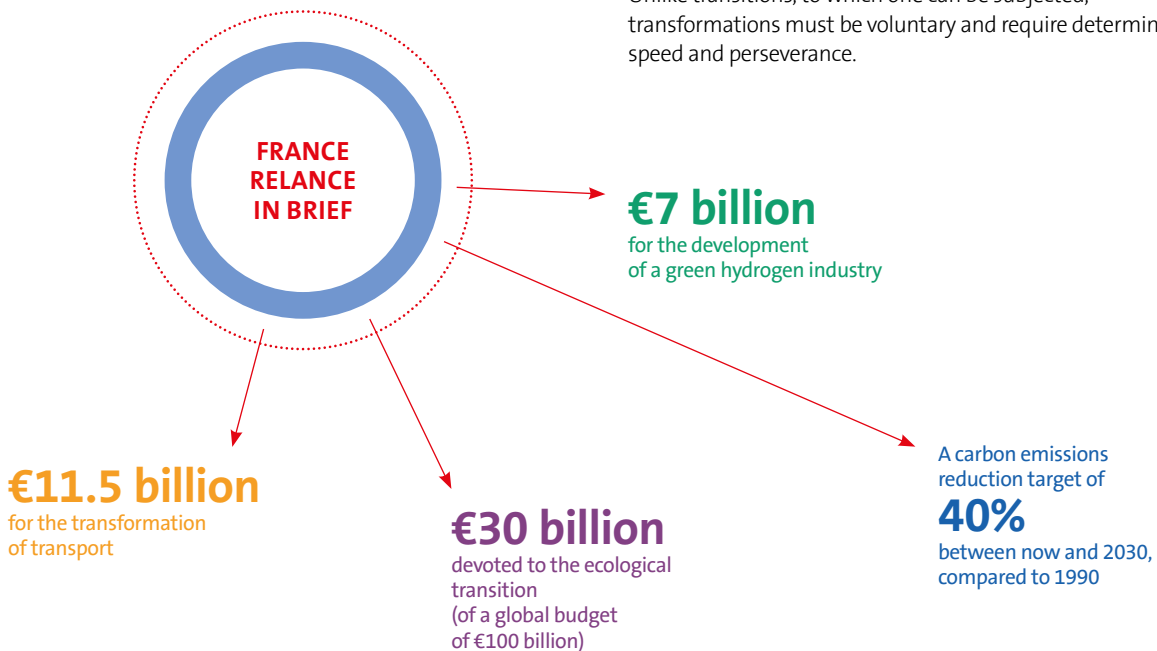 transformations must be voluntary and require determin
speed and perseverance.
FRANCE
RELANCE
IN BRIEF
€7 billion
for the development
of a green hydrogen industry
€11.5 billion
for the transformation
of transport
€30 billion
devoted to the ecological
transition
(of a global budget
of €100 billion)
A carbon emissions
reduction target of
40%
between now and 2030,
compared to 1990